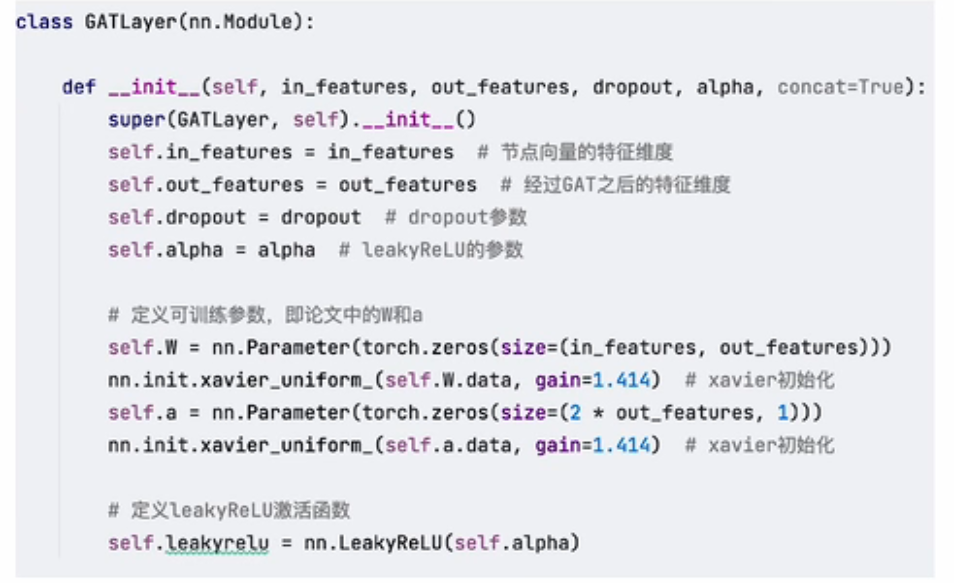 class GATLayer(nn.Module):
def __init__(self, in_features, out_features, dropout, alpha, concat=True):
super(GATLayer, self).__init__()
self.in_features = in_features  # 节点向量的特征维度
self.out_features = out_features  # 经过GAT之后的特征维度
self.dropout = dropout  # dropout参数
self.alpha = alpha  # leakyReLU的参数
# 定义可训练参数，即论文中的W和a
self.W = nn.Parameter(torch.zeros(size=(in_features, out_features)))
nn.init.xavier_uniform_(self.W.data, gain=1.414)  # xavier初始化
self.a = nn.Parameter(torch.zeros(size=(2 * out_features, 1)))
nn.init.xavier_uniform_(self.a.data, gain=1.414)  # xavier初始化
# 定义leakyReLU激活函数
self.leakyrelu = nn.LeakyReLU(self.alpha)